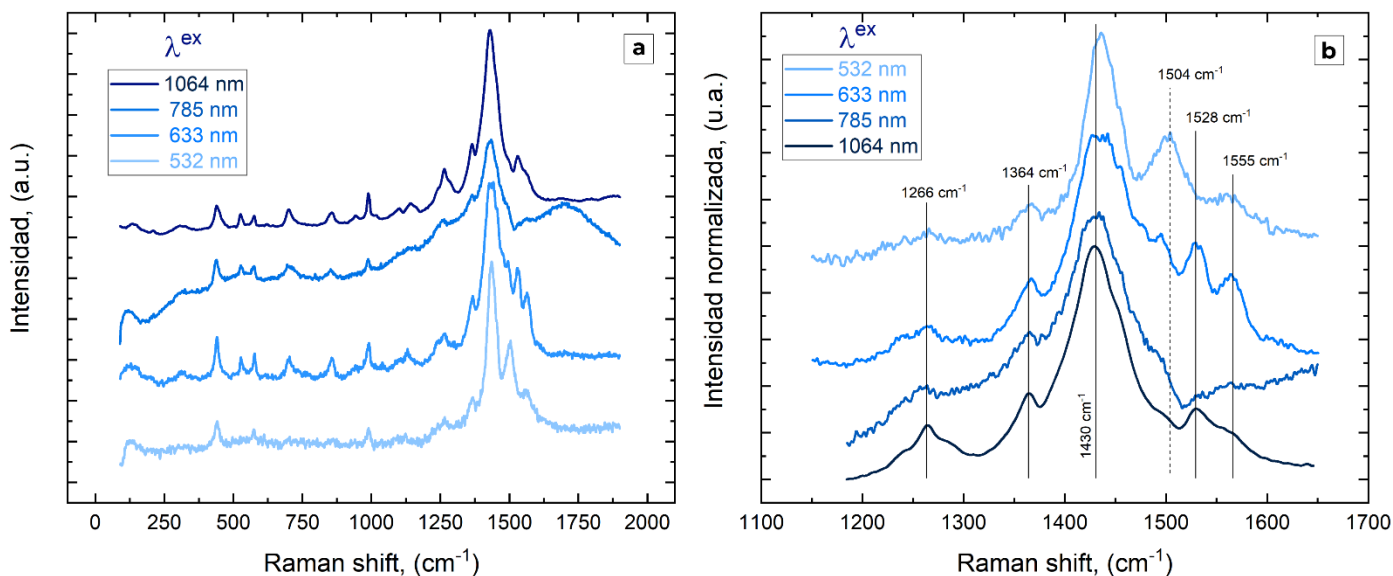 Intensidad, (a.u.)
λex
1064 nm
785 nm
633 nm
532 nm
a
0 250 500 750 1000 1250 1500 1750 2000
Raman shift, (cm-1)
Intensidad normalizada, (u.a.)
λex
532 nm
633 nm
785 nm
1064 nm
b
1504 cm-1
1528 cm-1
1555 cm-1
1364 cm-1
1266 cm-1
1430 cm-1
1100 1200 1300 1400 1500 1600 1700
Raman shift, (cm-1)